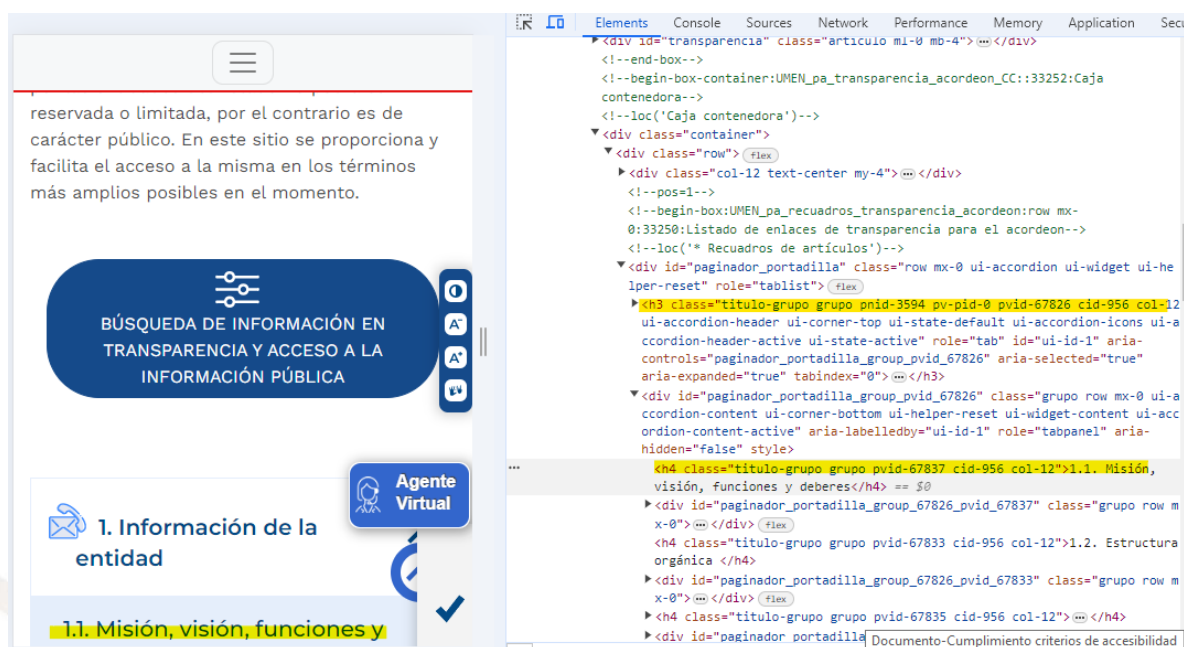 reservada o limitada, por el contrario es de
carácter público. En este sitio se proporciona y
facilita el acceso a la misma en los términos
más amplios posibles en el momento.
BÚSQUEDA DE INFORMACIÓN EN
TRANSPARENCIA Y ACCESO A LA
INFORMACIÓN PÚBLICA
A-
A+
Agente
Virtual
1. Información de la
entidad
1.1. Misión, visión, funciones y
Elements Console Sources Network Performance Memory Application Secu
<div id="transparencia" class="articulo ml-0 mb-4"> … </div>
<!--end-box-->
<!--begin-box-container:UMEN_pa_transparencia_acordeon_CC::33252:Caja
contenedora-->
<!--loc('Caja contenedora')-->
<div class="container">
<div class="row"> flex
<div class="col-12 text-center my-4"> … </div>
<!--pos=1-->
<!--begin-box:UMEN_pa_recuadros_transparencia_acordeon:row mx-
0:33250:Listado de enlaces de transparencia para el acordeon-->
<!--loc('* Recuadros de artículos')-->
<div id="paginador_portadilla" class="row mx-0 ui-accordion ui-widget ui-he
lper-reset" role="tablist"> flex
<h3 class="titulo-grupo grupo pnid-3594 pv-pid-0 pvid-67826 cid-956 col-12
ui-accordion-header ui-corner-top ui-state-default ui-accordion-icons ui-a
ccordion-header-active ui-state-active" role="tab" id="ui-id-1" aria-
controls="paginador_portadilla_group_pvid_67826" aria-selected="true"
aria-expanded="true" tabindex="0"> … </h3>
<div id="paginador_portadilla_group_pvid_67826" class="grupo row mx-0 ui-a
ccordion-content ui-corner-bottom ui-helper-reset ui-widget-content ui-acc
ordion-content-active" aria-labelledby="ui-id-1" role="tabpanel" aria-
hidden="false" style>
… <h4 class="titulo-grupo grupo pvid-67837 cid-956 col-12">1.1. Misión,
visión, funciones y deberes</h4> == $0
<div id="paginador_portadilla_group_67826_pvid_67837" class="grupo row m
x-0"> … </div> flex
<h4 class="titulo-grupo grupo pvid-67833 cid-956 col-12">1.2. Estructura
orgánica </h4>
<div id="paginador_portadilla_group_67826_pvid_67833" class="grupo row m
x-0"> … </div> flex
<h4 class="titulo-grupo grupo pvid-67835 cid-956 col-12"> … </h4>
<div id="paginador_portadilla
Documento-Cumplimiento criterios de accesibilidad